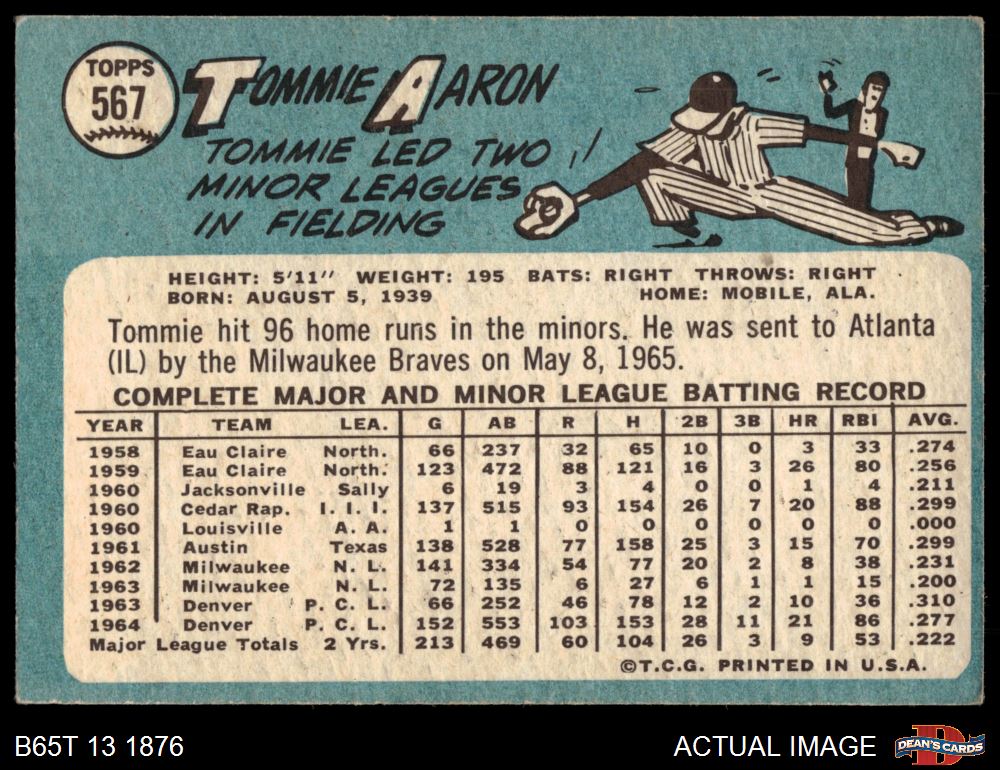 TOPPS
567
TOMMIE AARON
TOMMIE LED TWO
MINOR LEAGUES
IN FIELDING
HEIGHT: 5'11" WEIGHT: 195 BATS: RIGHT THROWS: RIGHT
BORN: AUGUST 5, 1939 HOME: MOBILE, ALA.
Tommie hit 96 home runs in the minors. He was sent to Atlanta
(IL) by the Milwaukee Braves on May 8, 1965.
COMPLETE MAJOR AND MINOR LEAGUE BATTING RECORD
YEAR TEAM LEA. G AB R H 2B 3B HR RBI AVG.
1958 Eau Claire North. 66 237 32 65 10 0 3 33 .274
1959 Eau Claire North. 123 472 88 121 16 3 26 80 .256
1960 Jacksonville Sally 6 19 3 4 0 0 1 4 .211
1960 Cedar Rap. I. I. I. 137 515 93 154 26 7 20 88 .299
1960 Louisville A. A. 1 1 0 0 0 0 0 0 .000
1961 Austin Texas 138 528 77 158 25 3 15 70 .299
1962 Milwaukee N. L. 141 334 54 77 20 2 8 38 .231
1963 Milwaukee N. L. 72 135 6 27 6 1 1 15 .200
1963 Denver P. C. L. 66 252 46 78 12 2 10 36 .310
1964 Denver P. C. L. 152 553 103 153 28 11 21 86 .277
Major League Totals 2 Yrs. 213 469 60 104 26 3 9 53 .222
©T.C.G. PRINTED IN U.S.A.
B65T 13 1876 ACTUAL IMAGE D DEAN'S CARDS